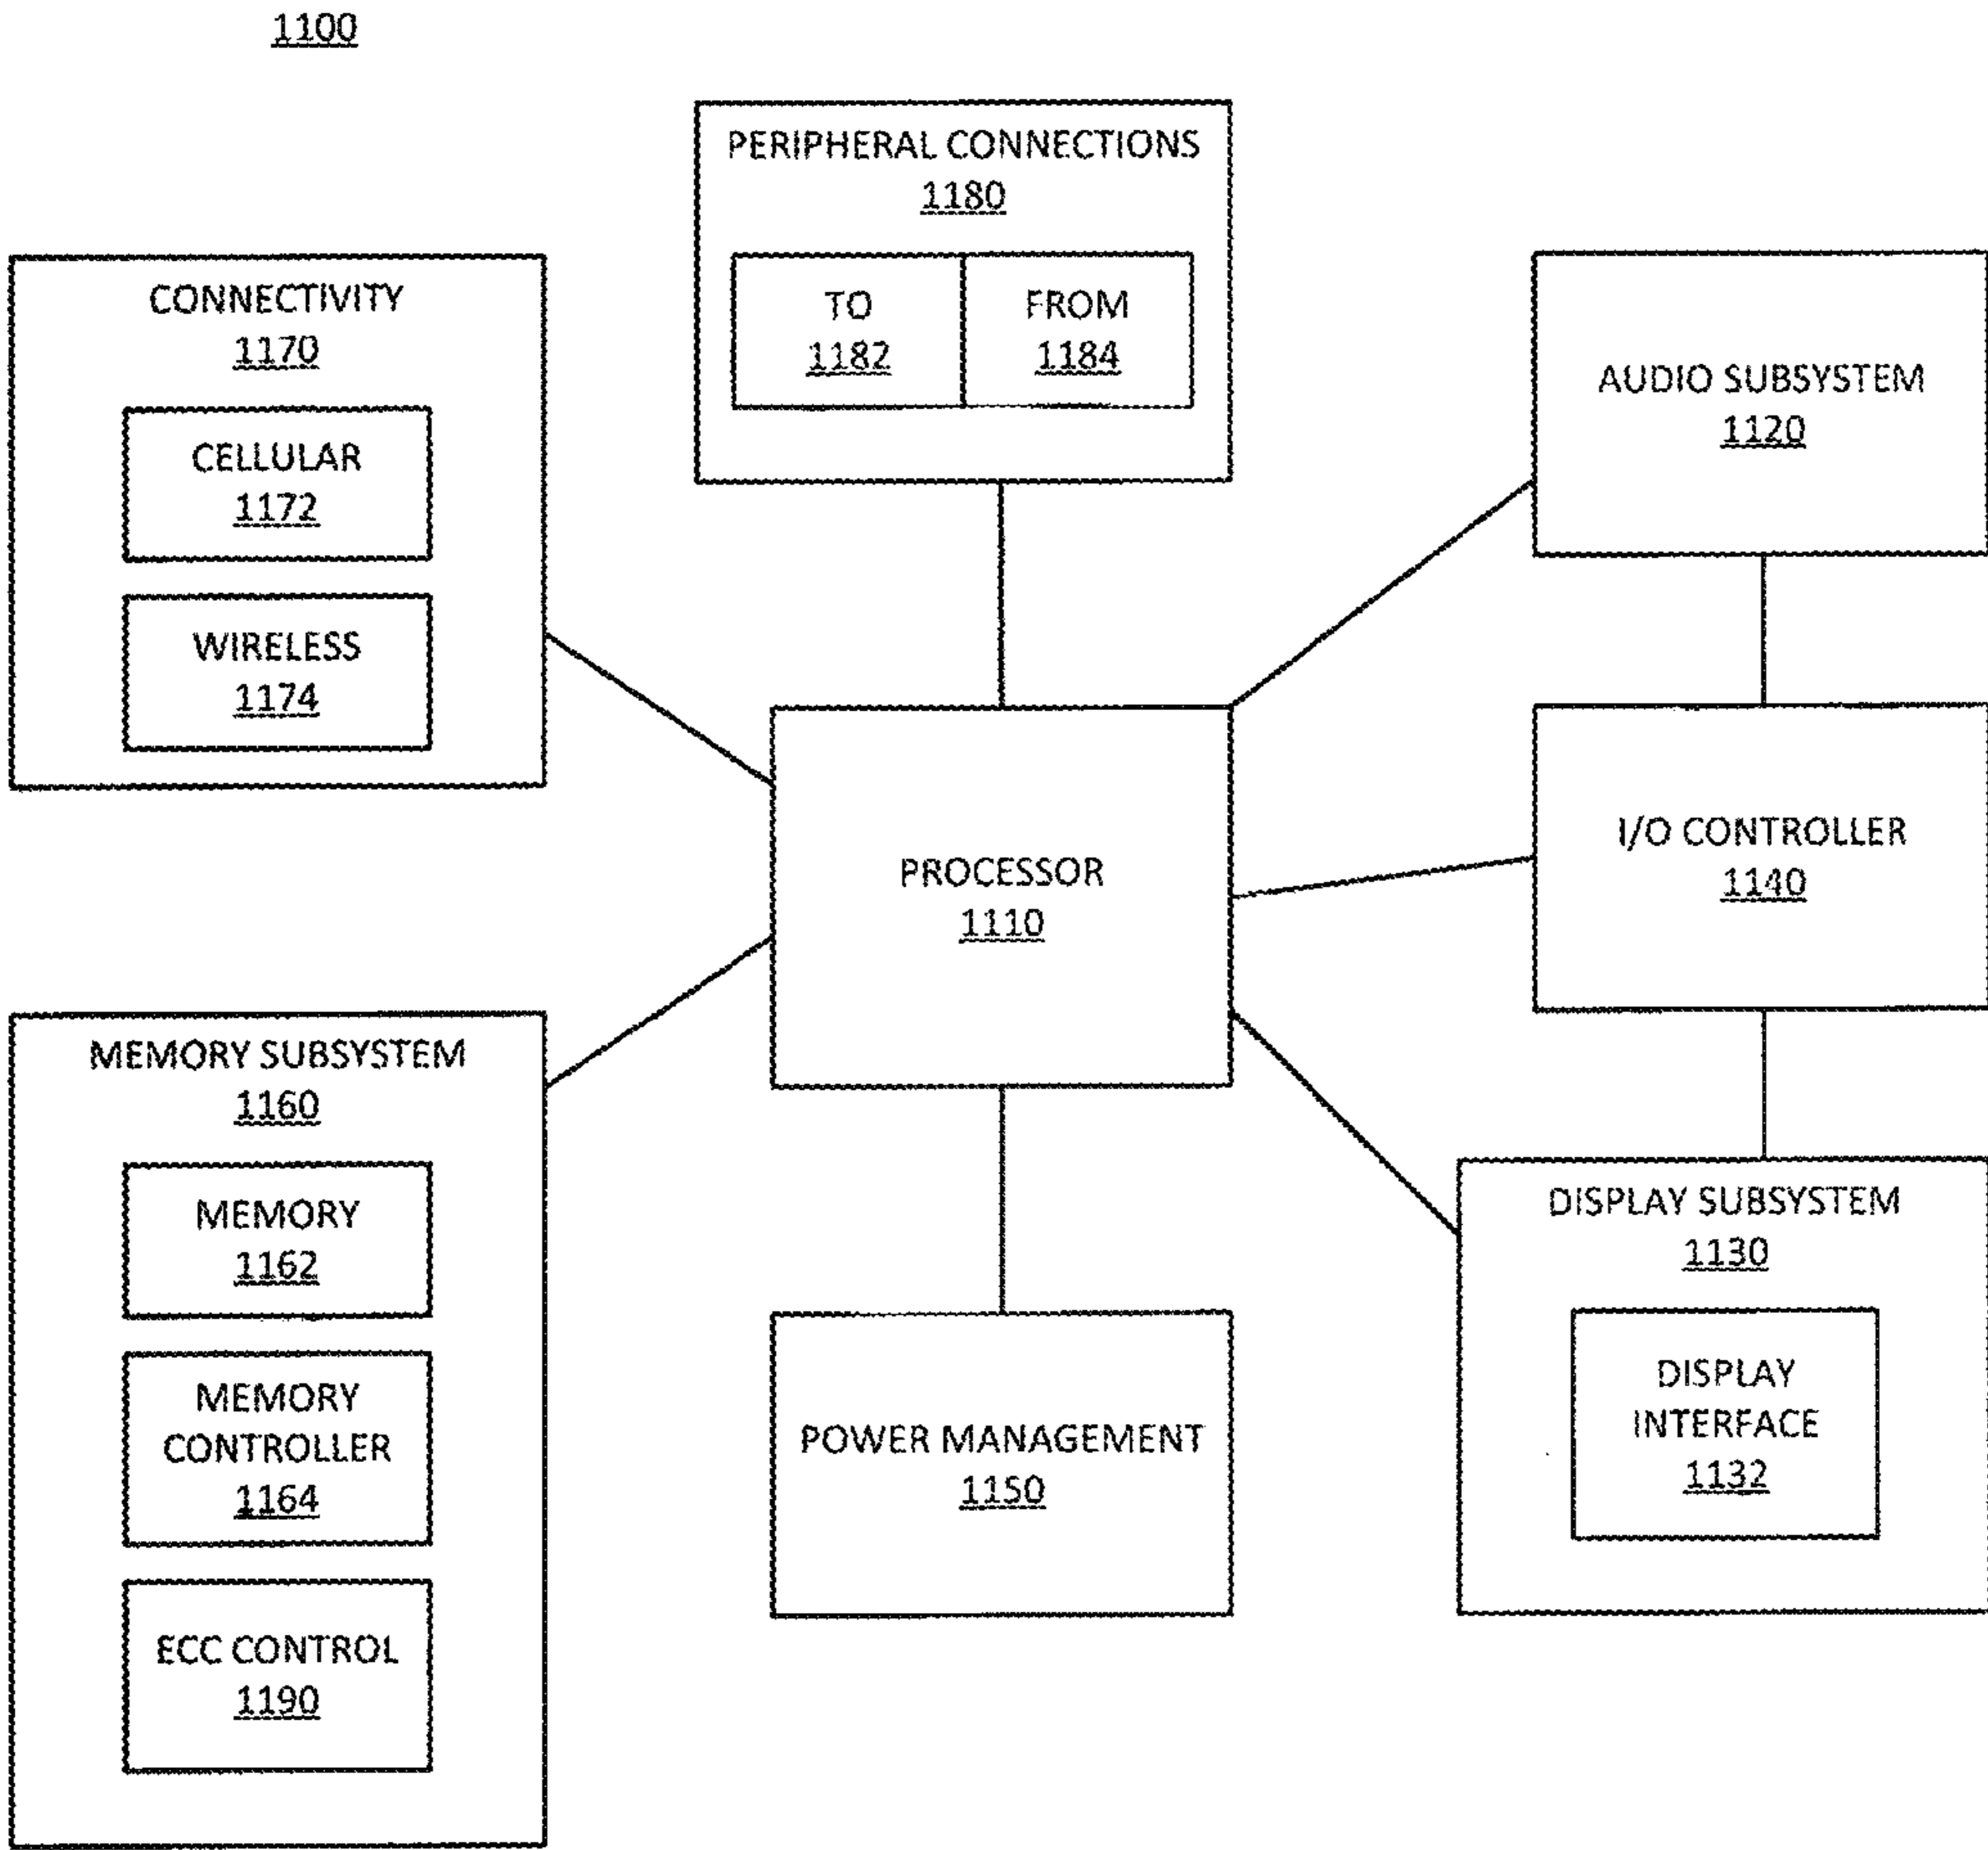 1100
PERIPHERAL CONNECTIONS
1180
TO
1182
FROM
1184
CONNECTIVITY
1170
CELLULAR
1172
WIRELESS
1174
AUDIO SUBSYSTEM
1120
PROCESSOR
1110
I/O CONTROLLER
1140
MEMORY SUBSYSTEM
1160
MEMORY
1162
MEMORY
CONTROLLER
1164
ECC CONTROL
1190
POWER MANAGEMENT
1150
DISPLAY SUBSYSTEM
1130
DISPLAY
INTERFACE
1132